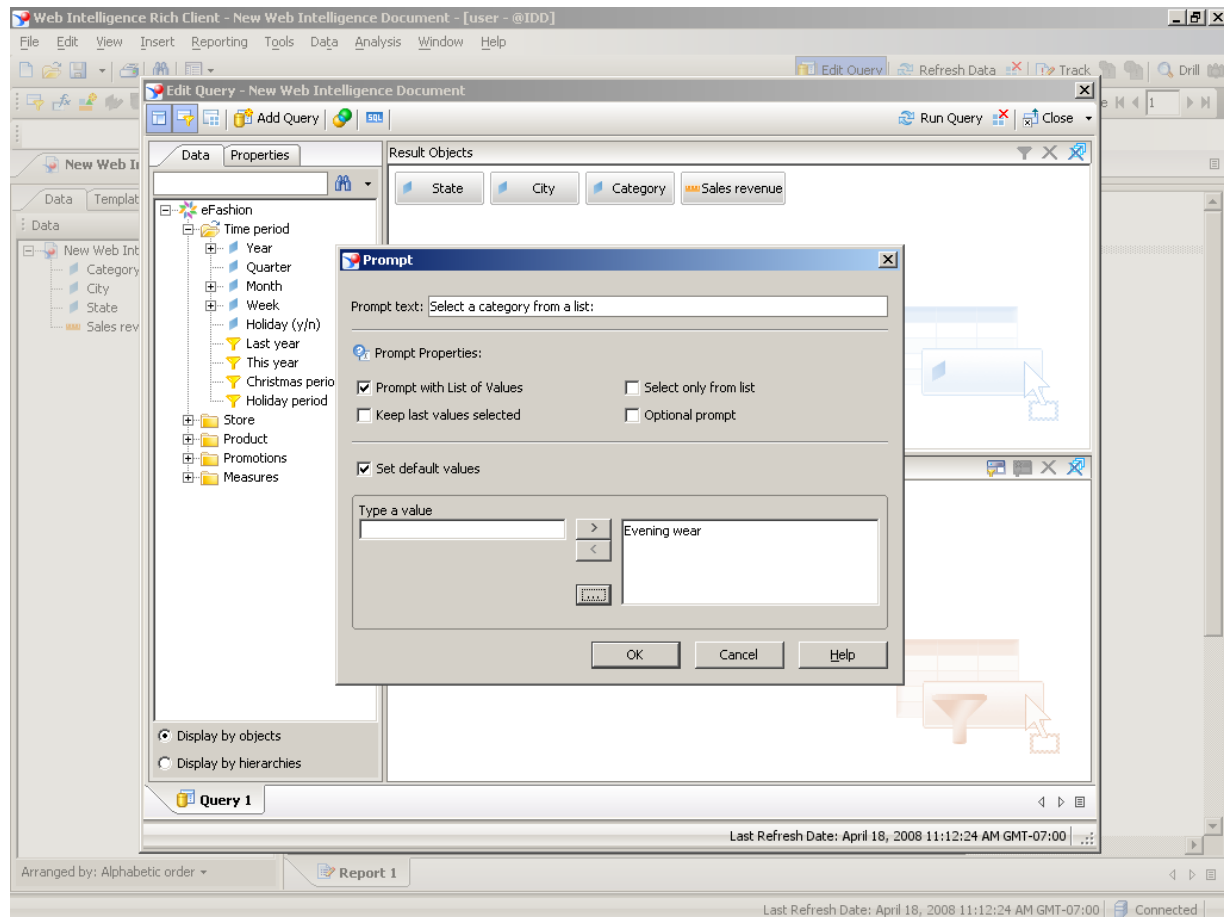 Web Intelligence Rich Client - New Web Intelligence Document - [user - @IDD]
File Edit View Insert Reporting Tools Data Analysis Window Help
Edit Query Refresh Data Track Drill
Edit Query - New Web Intelligence Document
Add Query SQL Run Query Close
1
New Web I
Data Properties
Result Objects
State City Category Sales revenue
Data Templat
Data
New Web Int
Category
City
State
Sales rev
eFashion
Time period
Year
Quarter
Month
Week
Holiday (y/n)
Last year
This year
Christmas perio
Holiday period
Store
Product
Promotions
Measures
Prompt
Prompt text: Select a category from a list:
Prompt Properties:
Prompt with List of Values Select only from list
Keep last values selected Optional prompt
Set default values
Type a value
> Evening wear
<
...
OK Cancel Help
Display by objects
Display by hierarchies
Query 1
Last Refresh Date: April 18, 2008 11:12:24 AM GMT-07:00
Arranged by: Alphabetic order
Report 1
Last Refresh Date: April 18, 2008 11:12:24 AM GMT-07:00 Connected